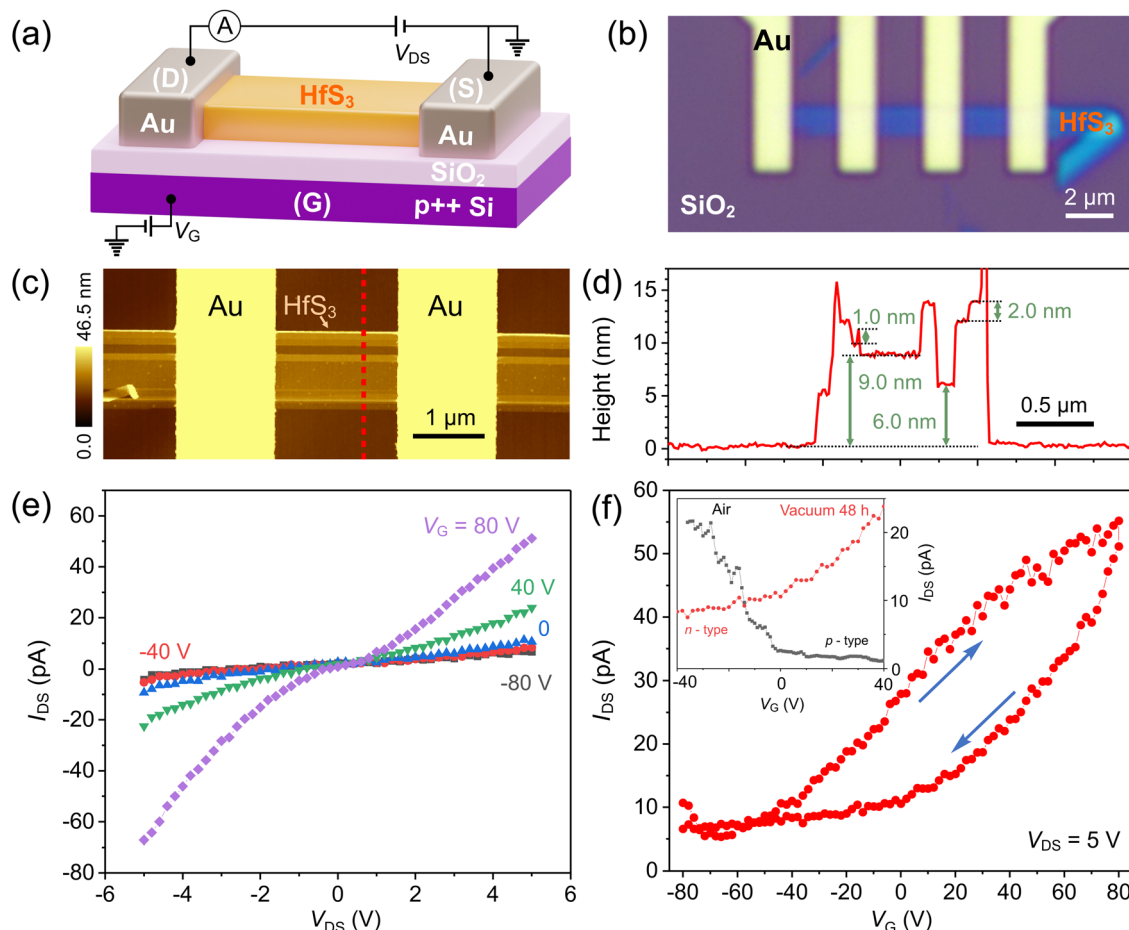 (a)
A
V_DS
(D)
Au
HfS3
(S)
Au
SiO2
(G)
p++ Si
V_G
(b)
Au
HfS3
SiO2
2 μm
(c)
46.5 nm
0.0
Au
HfS3
Au
1 μm
(d)
Height (nm)
15
10
5
0
1.0 nm
2.0 nm
9.0 nm
6.0 nm
0.5 μm
(e)
I_DS (pA)
60
40
20
0
-20
-40
-60
-80
V_G = 80 V
40 V
0
-40 V
-80 V
-6
-4
-2
0
2
4
6
V_DS (V)
(f)
I_DS (pA)
60
50
40
30
20
10
0
Air
Vacuum 48 h
20
10
0
I_DS (pA)
n - type
p - type
-40
0
40
V_G (V)
V_DS = 5 V
-80
-60
-40
-20
0
20
40
60
80
V_G (V)